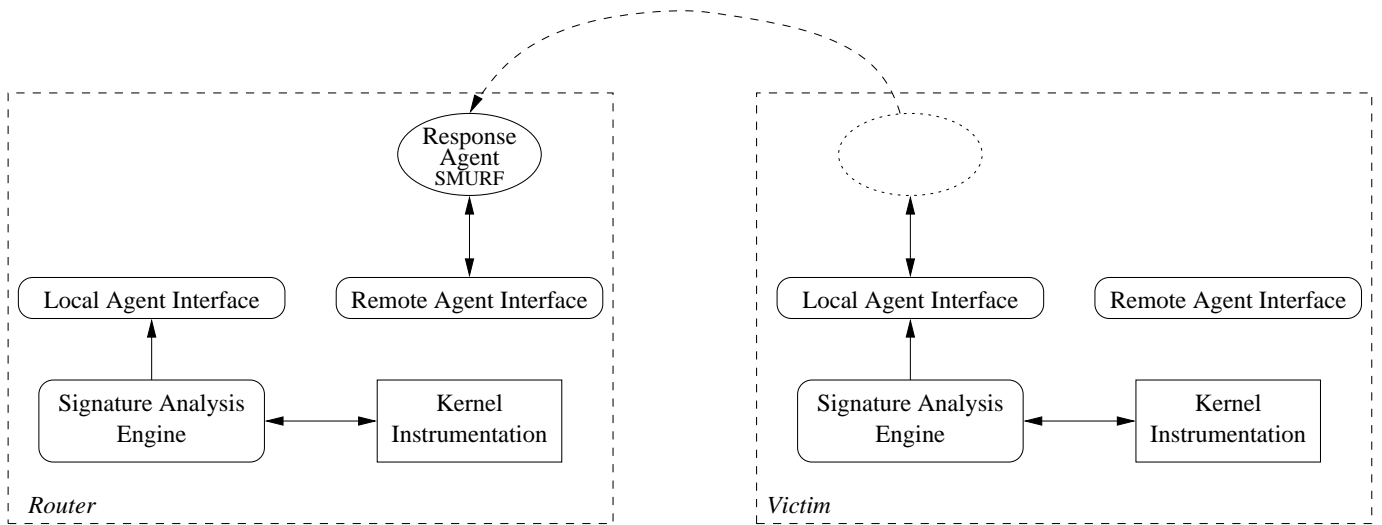 Response
Agent
SMURF
Local Agent Interface
Remote Agent Interface
Signature Analysis
Engine
Kernel
Instrumentation
Router
Local Agent Interface
Remote Agent Interface
Signature Analysis
Engine
Kernel
Instrumentation
Victim